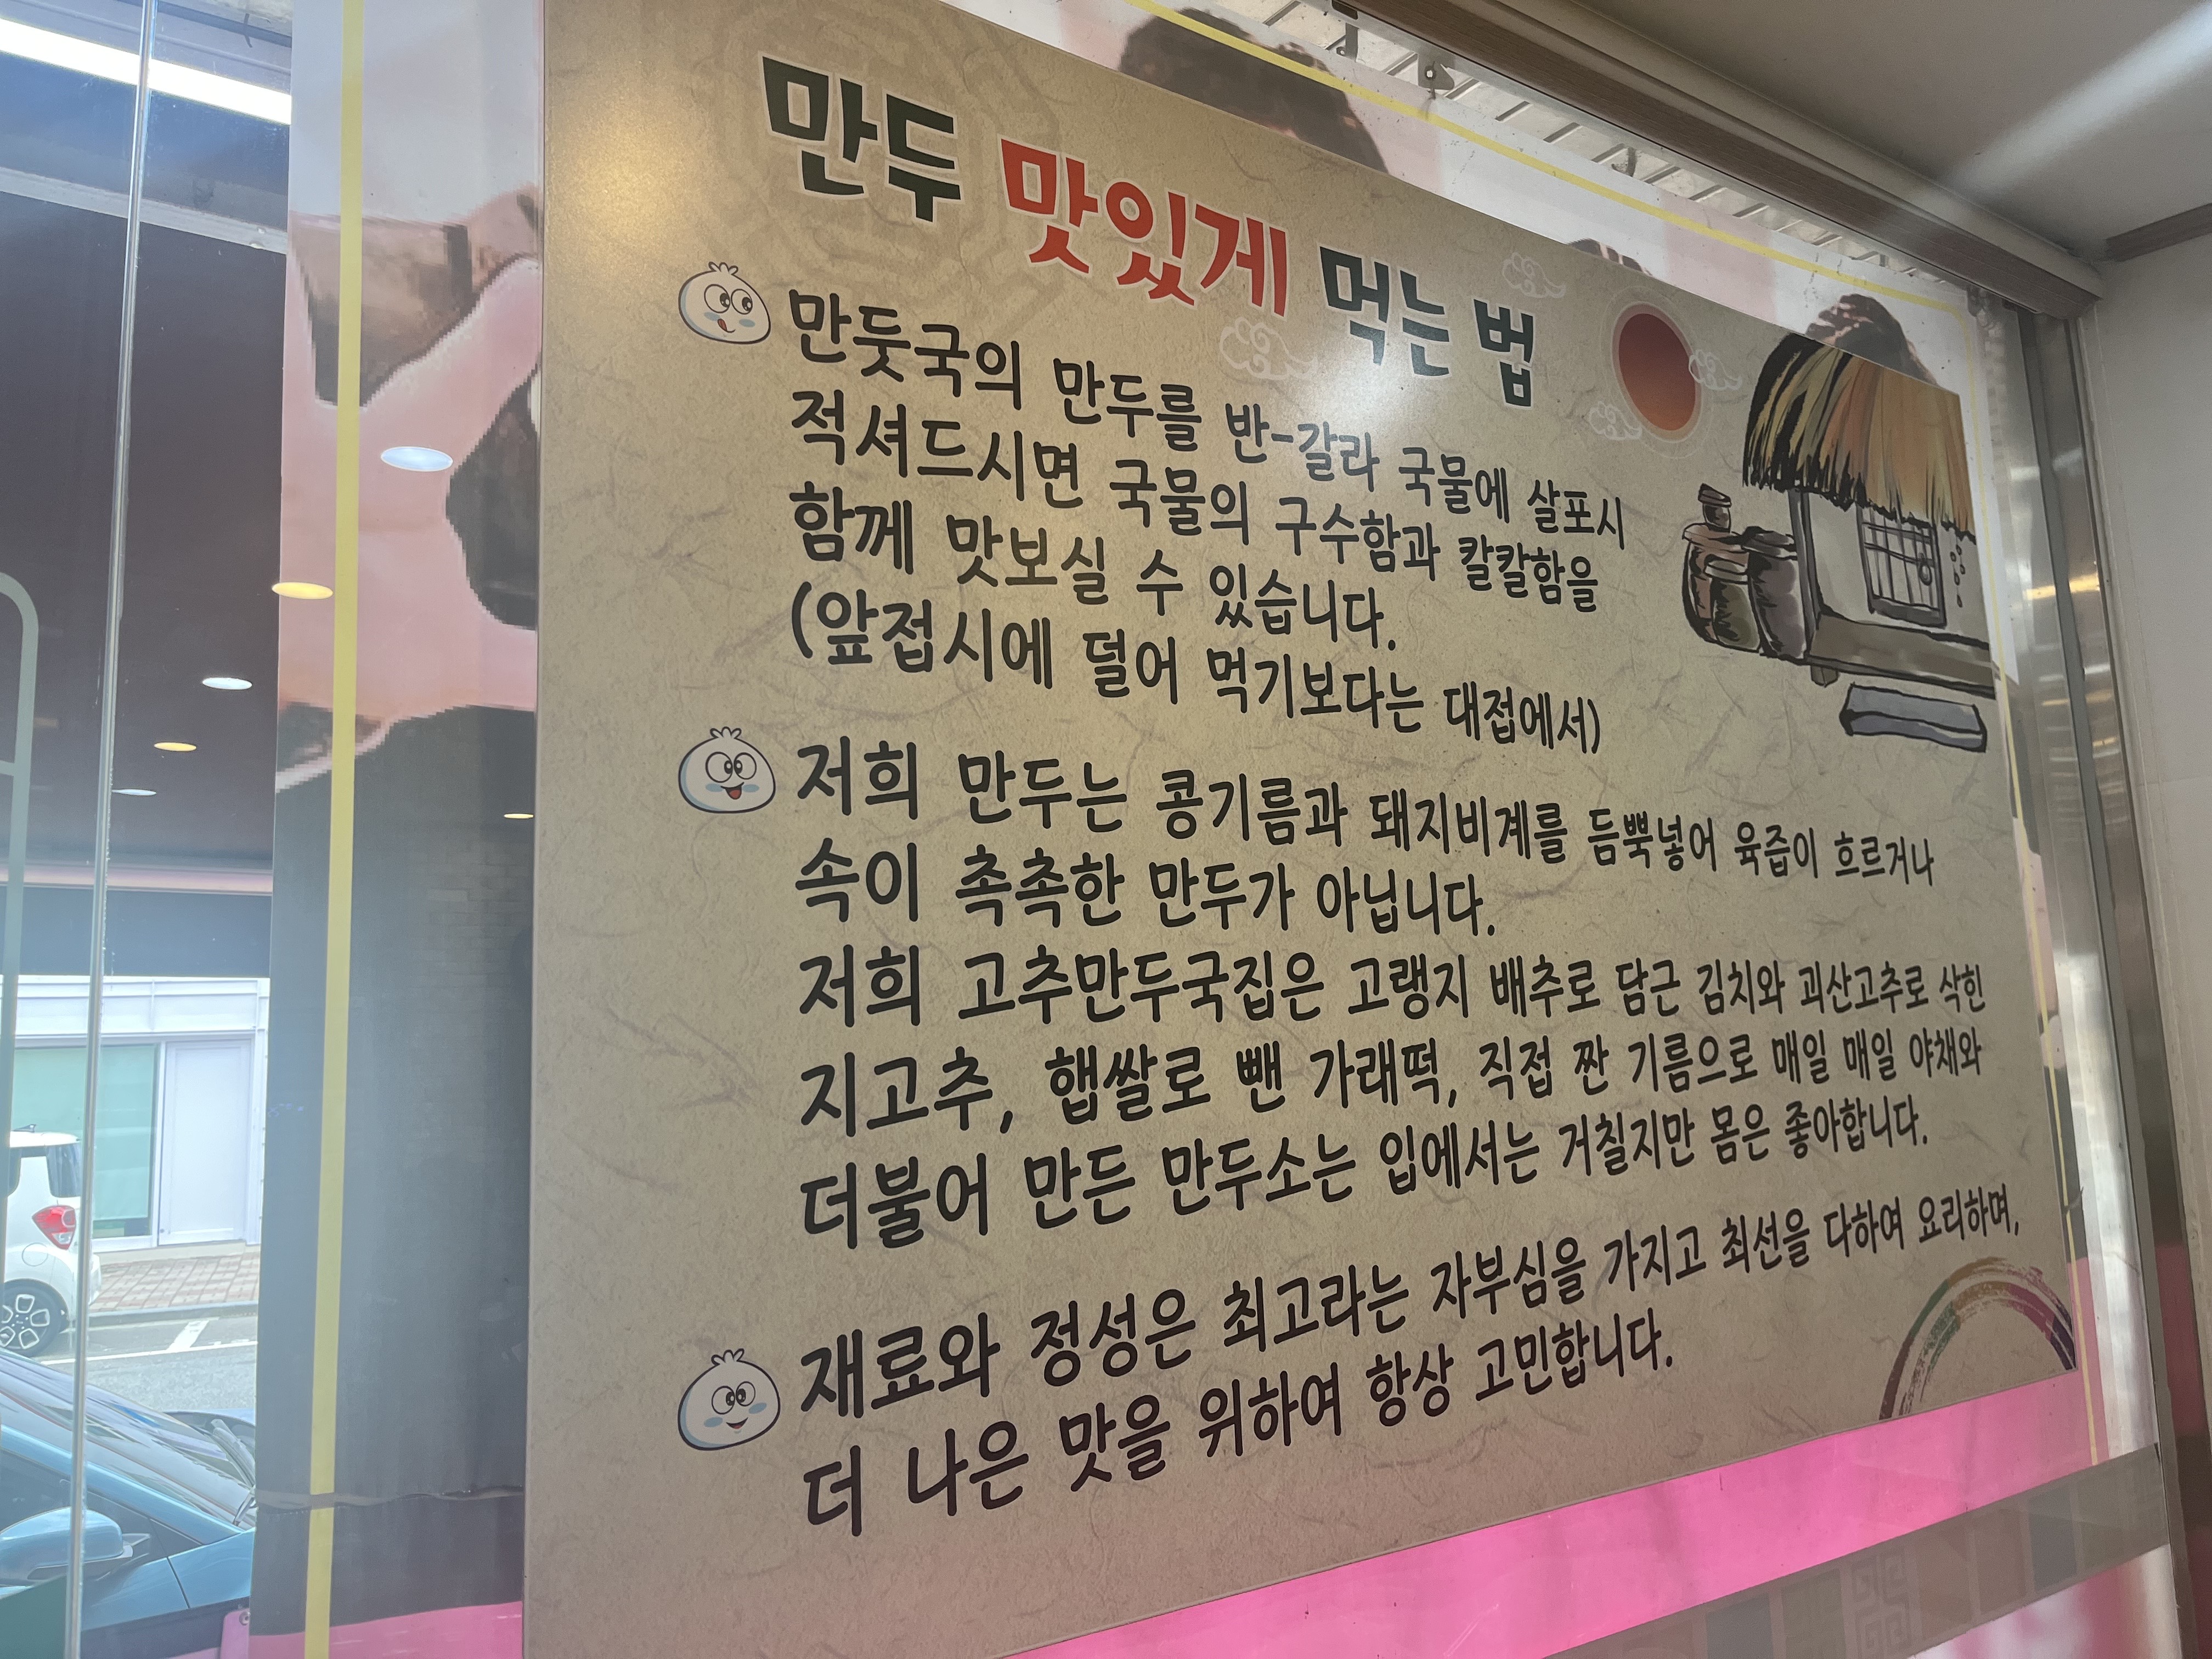 만두 맛있게 먹는 법
만둣국의 만두를 반-갈라 국물에 살포시
적셔드시면 국물의 구수함과 칼칼함을
함께 맛보실 수 있습니다.
(앞접시에 덜어 먹기보다는 대접에서)
저희 만두는 콩기름과 돼지비계를 듬뿍넣어 육즙이 흐르거나
속이 촉촉한 만두가 아닙니다.
저희 고추만두국집은 고랭지 배추로 담근 김치와 괴산고추로 삭힌
지고추, 햅쌀로 뺀 가래떡, 직접 짠 기름으로 매일 매일 야채와
더불어 만든 만두소는 입에서는 거칠지만 몸은 좋아합니다.
재료와 정성은 최고라는 자부심을 가지고 최선을 다하여 요리하며,
더 나은 맛을 위하여 항상 고민합니다.